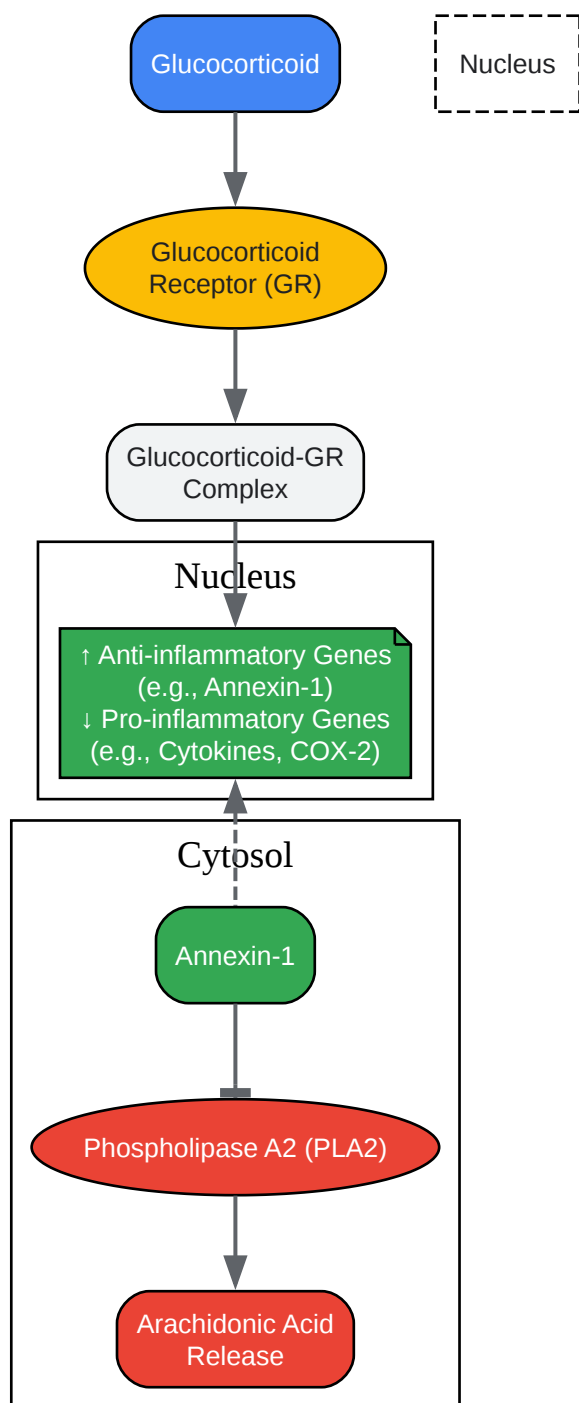 Glucocorticoid
Nucleus
Glucocorticoid
Receptor (GR)
Glucocorticoid-GR
Complex
Nucleus
↑ Anti-inflammatory Genes
(e.g., Annexin-1)
↓ Pro-inflammatory Genes
(e.g., Cytokines, COX-2)
Cytosol
Annexin-1
Phospholipase A2 (PLA2)
Arachidonic Acid
Release